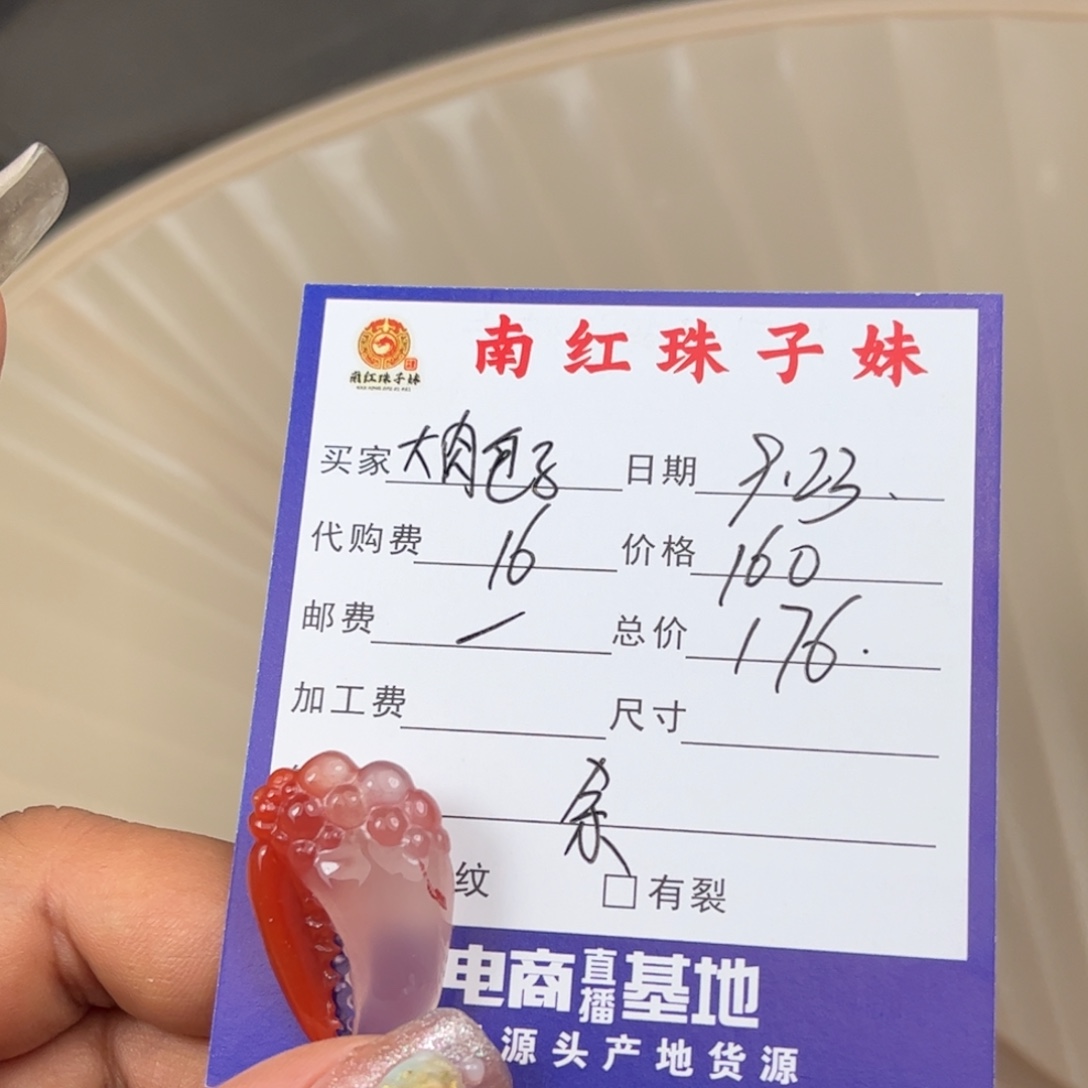 南红珠子妹
南红珠子妹
买家 大肉包子 日期 9.23.
代购费 16 价格 160
邮费 — 总价 176.
加工费 尺寸
余
纹 □有裂
电商直播基地
源头产地货源